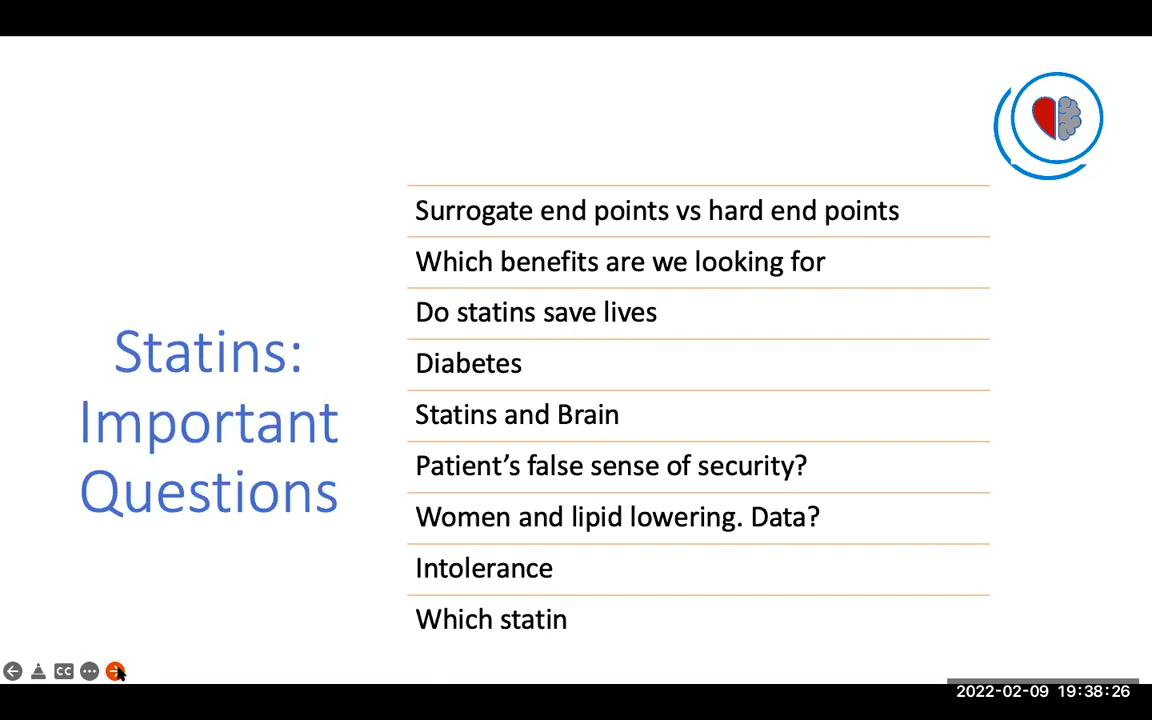 Statins:
Important
Questions
Surrogate end points vs hard end points
Which benefits are we looking for
Do statins save lives
Diabetes
Statins and Brain
Patient’s false sense of security?
Women and lipid lowering. Data?
Intolerance
Which statin
CC
2022-02-09 19:38:26